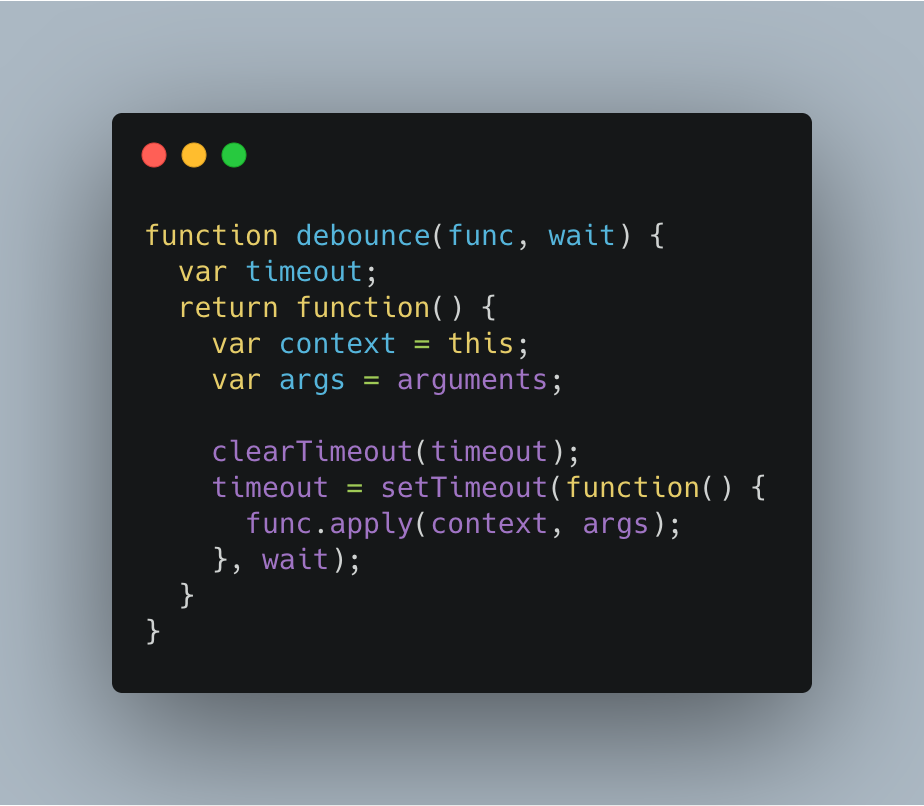 function debounce(func, wait) {
  var timeout;
  return function() {
    var context = this;
    var args = arguments;

    clearTimeout(timeout);
    timeout = setTimeout(function() {
      func.apply(context, args);
    }, wait);
  }
}